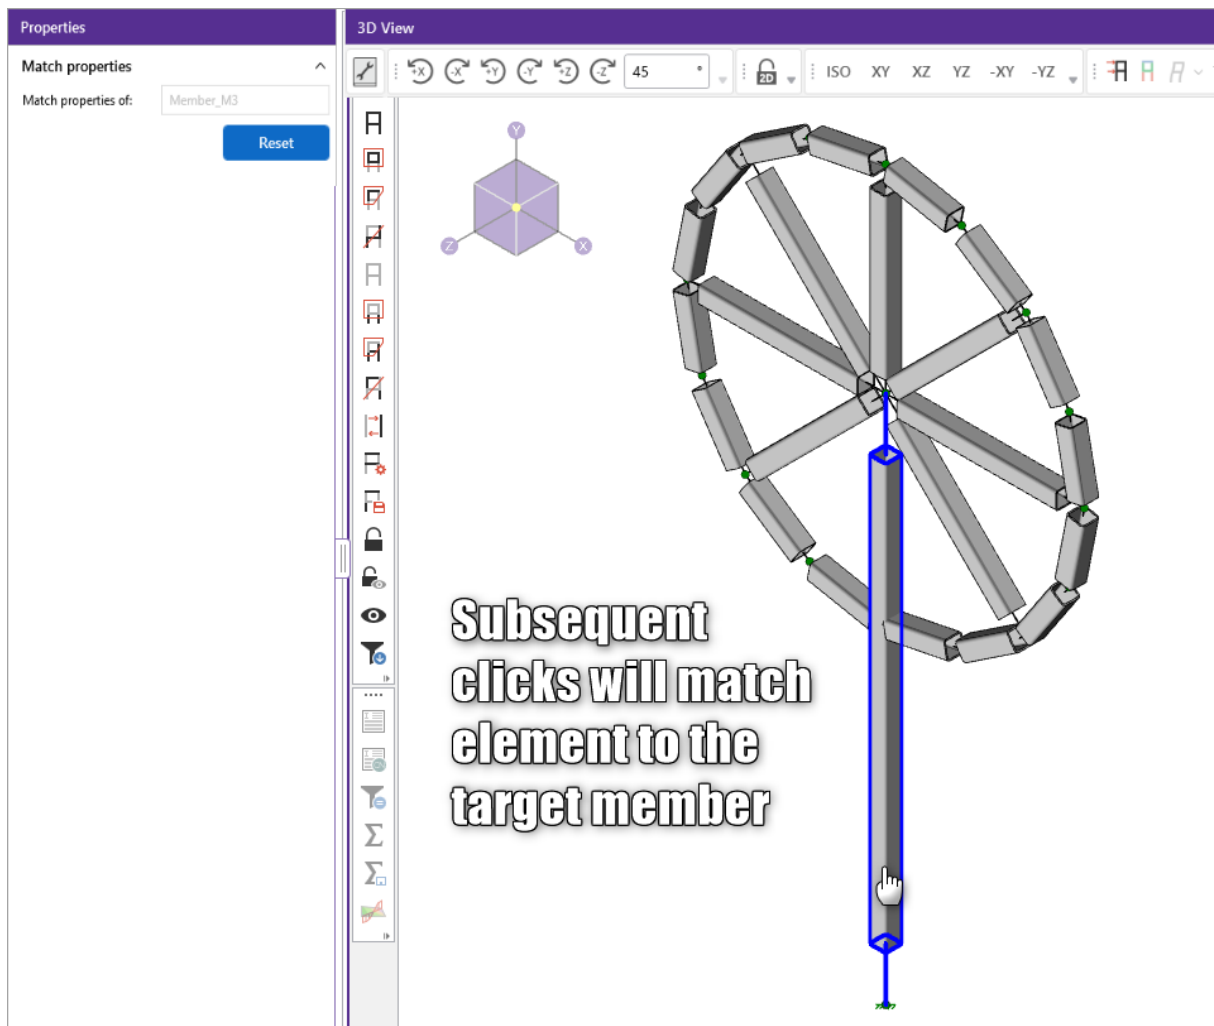 Properties
3D View
Match properties
Match properties of:
Member_M3
Reset
+X
-X
+Y
-Y
+Z
-Z
45
°
2D
ISO
XY
XZ
YZ
-XY
-YZ
Y
Z
X
Subsequent
clicks will match
element to the
target member